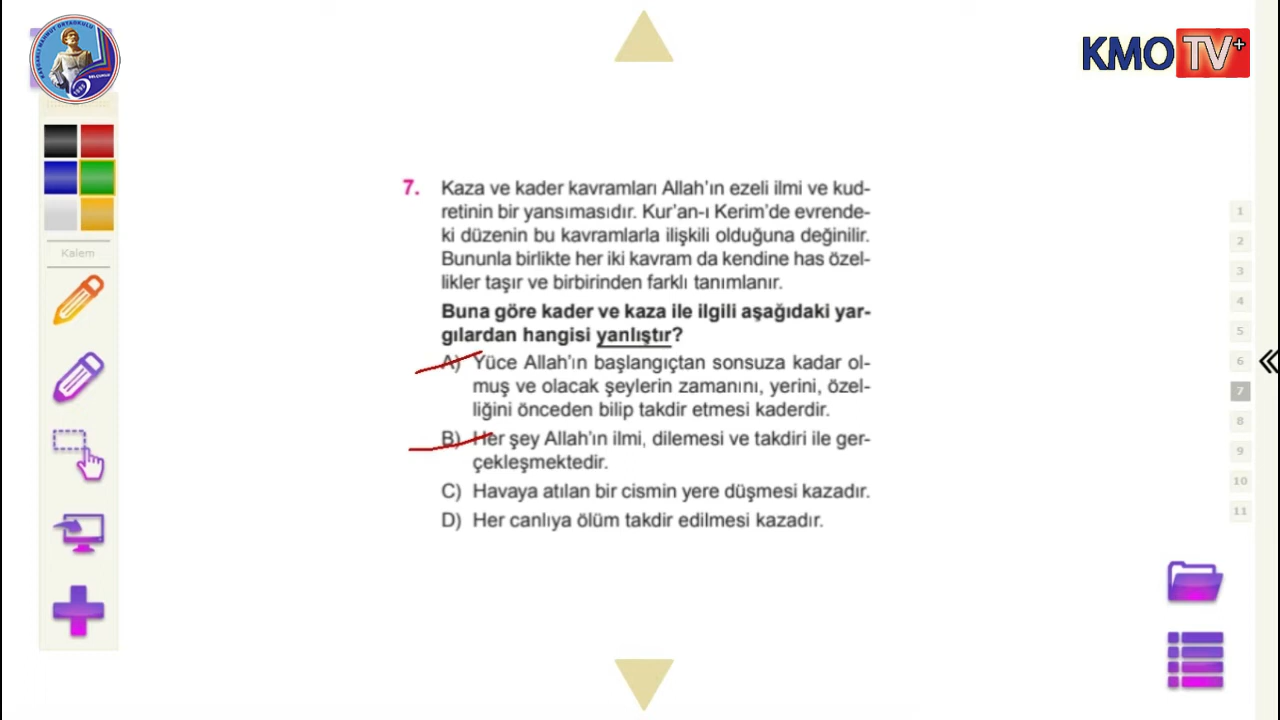 KMO TV+
7. Kaza ve kader kavramları Allah'ın ezeli ilmi ve kud-
retinin bir yansımasıdır. Kur'an-ı Kerim'de evrende-
ki düzenin bu kavramlarla ilişkili olduğuna değinilir.
Bununla birlikte her iki kavram da kendine has özel-
likler taşır ve birbirinden farklı tanımlanır.
Buna göre kader ve kaza ile ilgili aşağıdaki yar-
gılardan hangisi yanlıştır?
A) Yüce Allah'ın başlangıçtan sonsuza kadar ol-
muş ve olacak şeylerin zamanını, yerini, özel-
liğini önceden bilip takdir etmesi kaderdir.
B) Her şey Allah'ın ilmi, dilemesi ve takdiri ile ger-
çekleşmektedir.
C) Havaya atılan bir cismin yere düşmesi kazadır.
D) Her canlıya ölüm takdir edilmesi kazadır.
Kalem
1
2
3
4
5
6
7
8
9
10
11